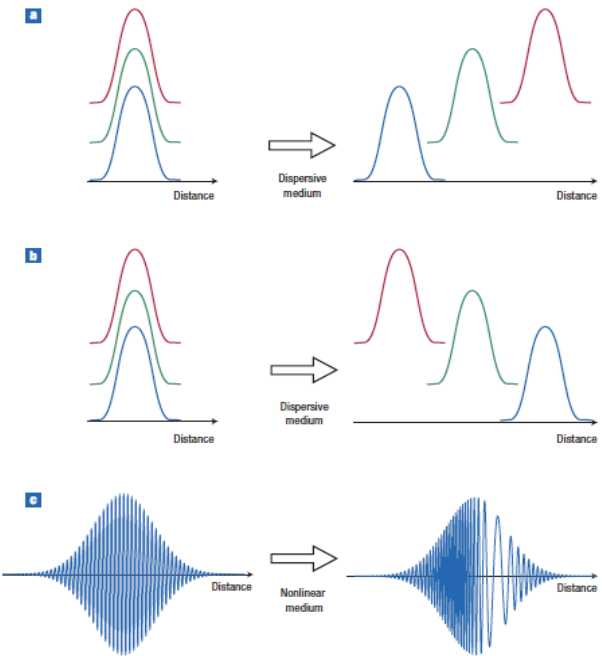 a
Distance
Dispersive
medium
Distance
b
Distance
Dispersive
medium
Distance
c
Distance
Nonlinear
medium
Distance